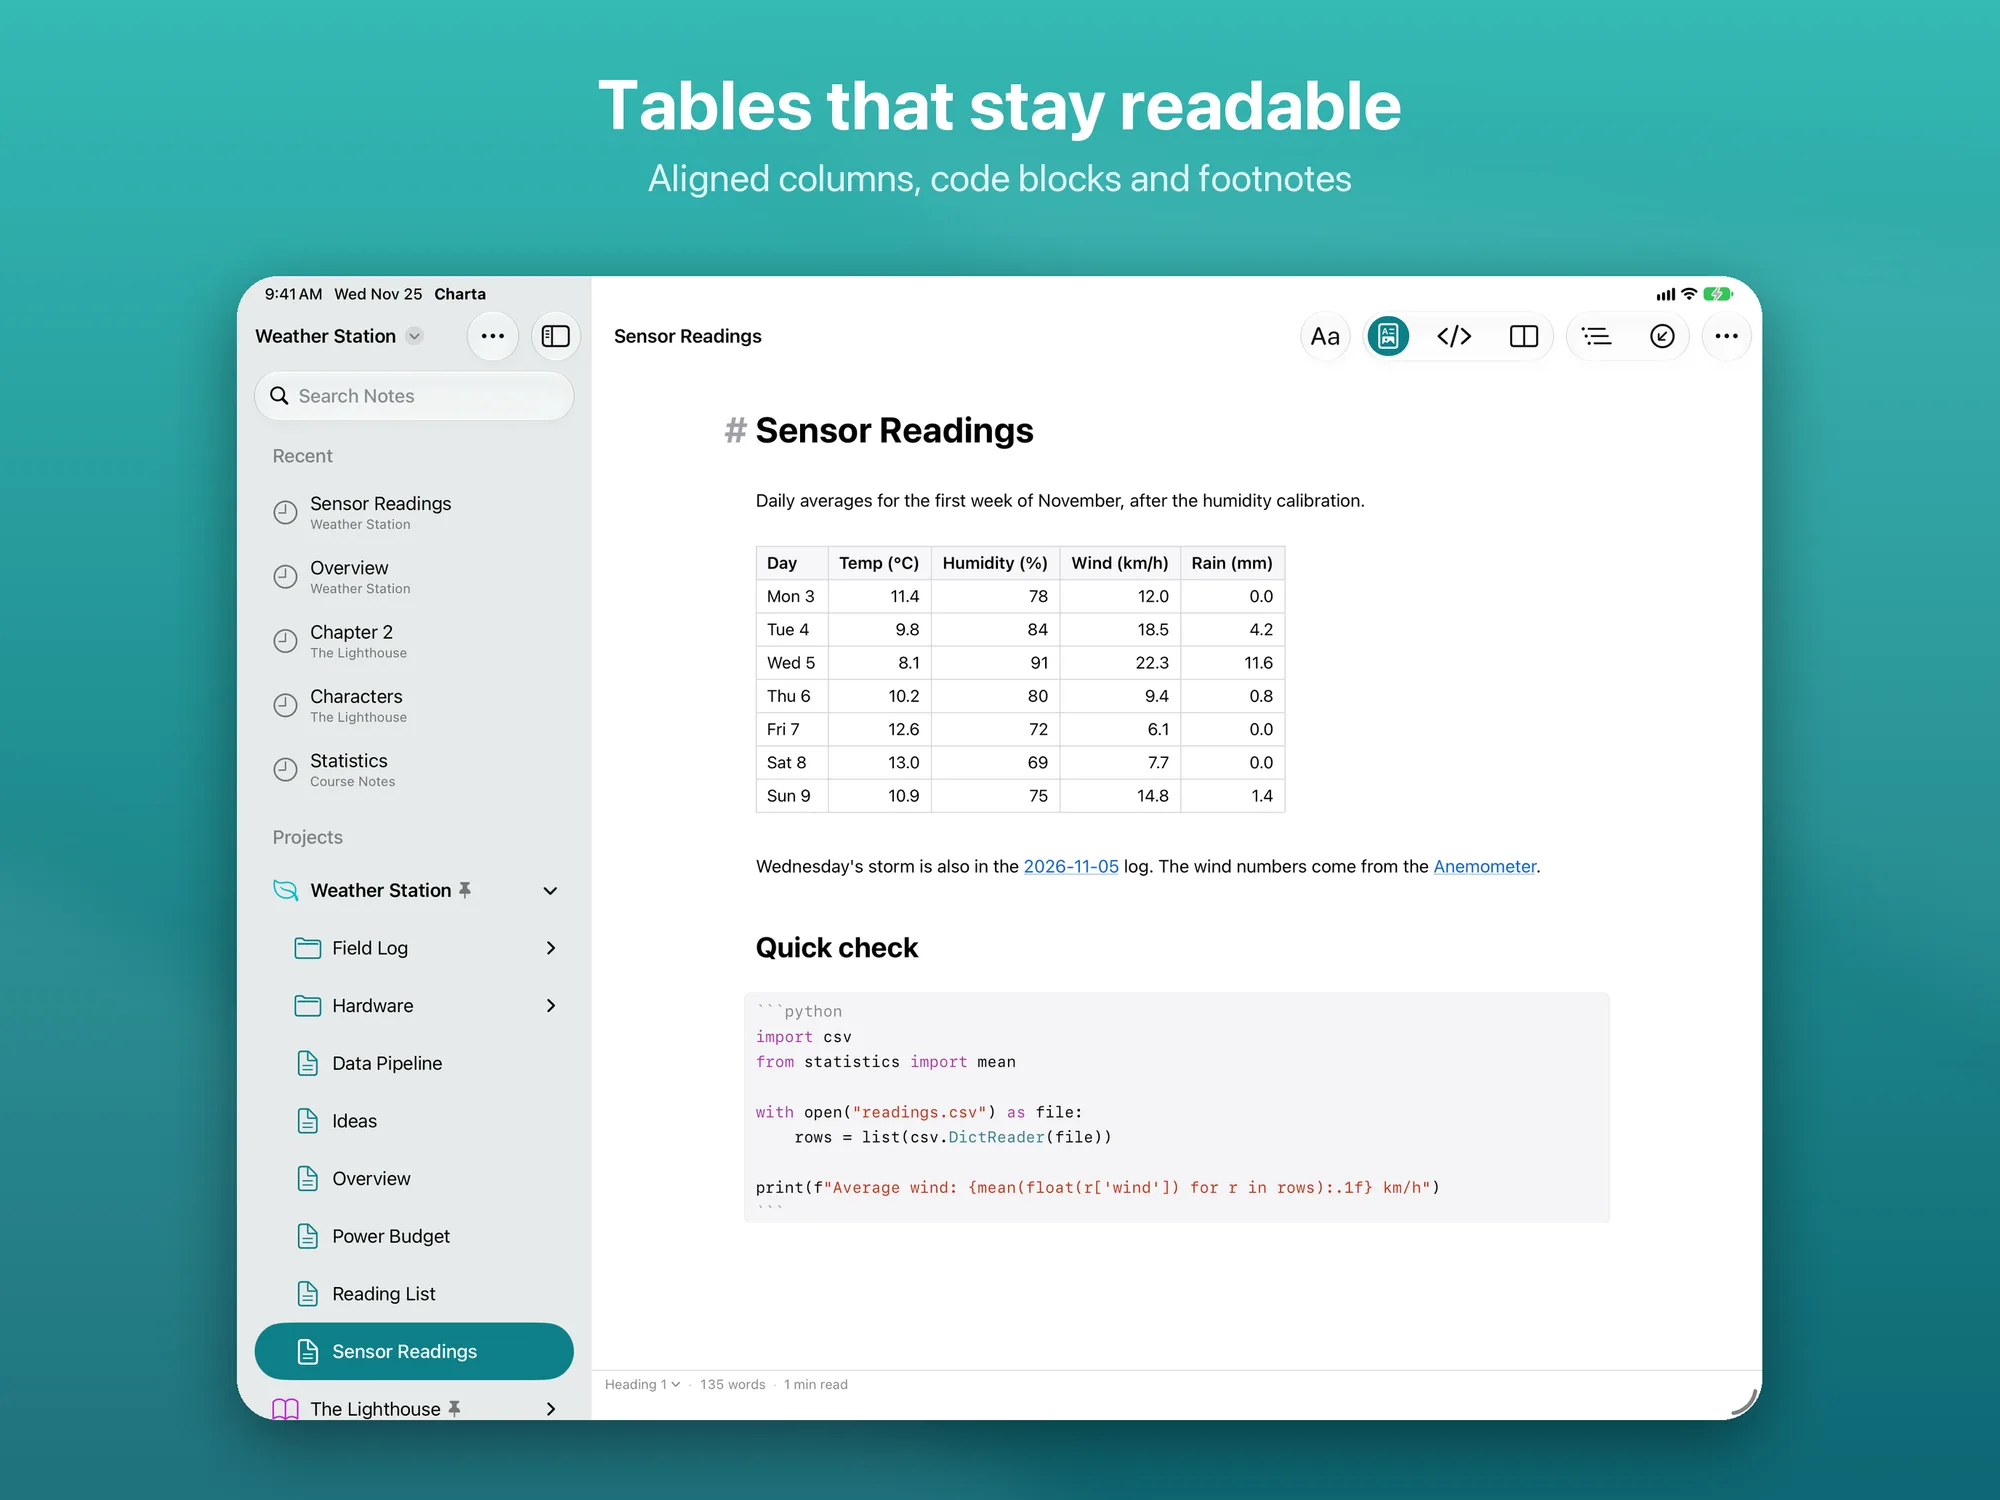 Tables that stay readable
Aligned columns, code blocks and footnotes
9:41 AM Wed Nov 25 Charta
Weather Station
Search Notes
Recent
Sensor Readings
Weather Station
Overview
Weather Station
Chapter 2
The Lighthouse
Characters
The Lighthouse
Statistics
Course Notes
Projects
Weather Station
Field Log
Hardware
Data Pipeline
Ideas
Overview
Power Budget
Reading List
Sensor Readings
The Lighthouse
Sensor Readings
Aa </>
# Sensor Readings
Daily averages for the first week of November, after the humidity calibration.
Day Temp (°C) Humidity (%) Wind (km/h) Rain (mm)
Mon 3 11.4 78 12.0 0.0
Tue 4 9.8 84 18.5 4.2
Wed 5 8.1 91 22.3 11.6
Thu 6 10.2 80 9.4 0.8
Fri 7 12.6 72 6.1 0.0
Sat 8 13.0 69 7.7 0.0
Sun 9 10.9 75 14.8 1.4
Wednesday's storm is also in the 2026-11-05 log. The wind numbers come from the Anemometer.
Quick check
```python
import csv
from statistics import mean
with open("readings.csv") as file:
    rows = list(csv.DictReader(file))
print(f"Average wind: {mean(float(r['wind']) for r in rows):.1f} km/h")
```
Heading 1 · 135 words · 1 min read